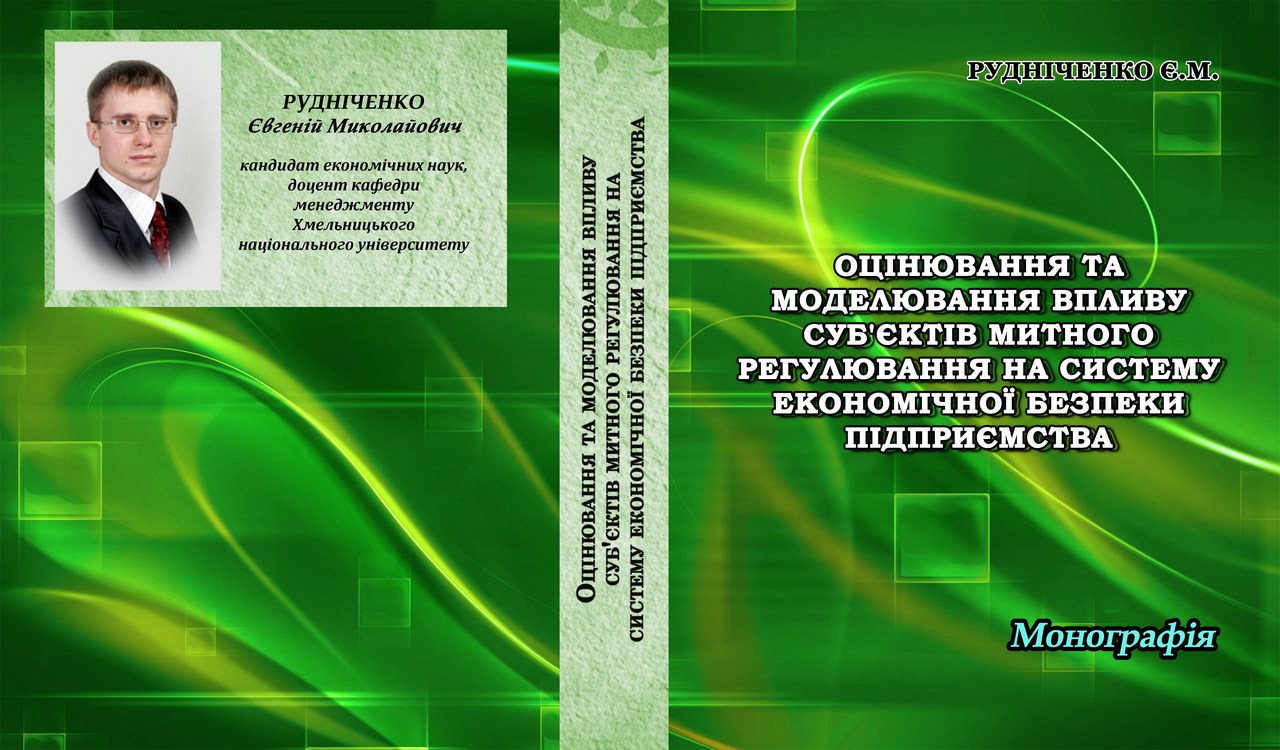 РУДНІЧЕНКО
Євгеній Миколайович
кандидат економічних наук,
доцент кафедри
менеджменту
Хмельницького
національного університету
Оцінювання та моделювання впливу
суб'єктів митного регулювання на
систему економічної безпеки підприємства
РУДНІЧЕНКО Є.М.
ОЦІНЮВАННЯ ТА
МОДЕЛЮВАННЯ ВПЛИВУ
СУБ'ЄКТІВ МИТНОГО
РЕГУЛЮВАННЯ НА СИСТЕМУ
ЕКОНОМІЧНОЇ БЕЗПЕКИ
ПІДПРИЄМСТВА
Монографія